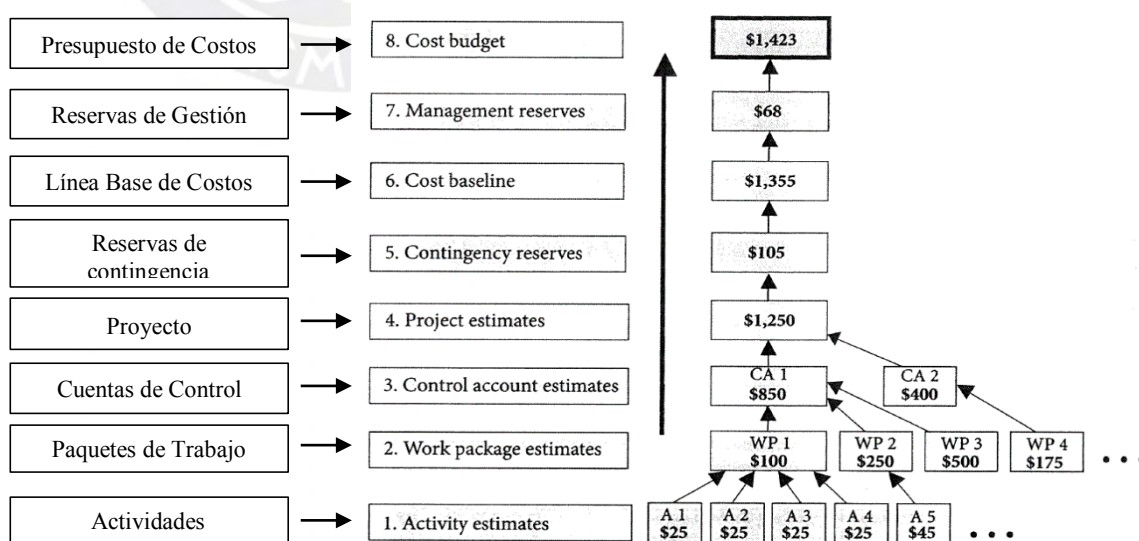 Presupuesto de Costos
8. Cost budget
$1,423
Reservas de Gestión
7. Management reserves
$68
Línea Base de Costos
6. Cost baseline
$1,355
Reservas de
contingencia
5. Contingency reserves
$105
Proyecto
4. Project estimates
$1,250
Cuentas de Control
3. Control account estimates
CA 1
$850
CA 2
$400
Paquetes de Trabajo
2. Work package estimates
WP 1
$100
WP 2
$250
WP 3
$500
WP 4
$175
• • •
Actividades
1. Activity estimates
A 1
$25
A 2
$25
A 3
$25
A 4
$25
A 5
$45
• • •